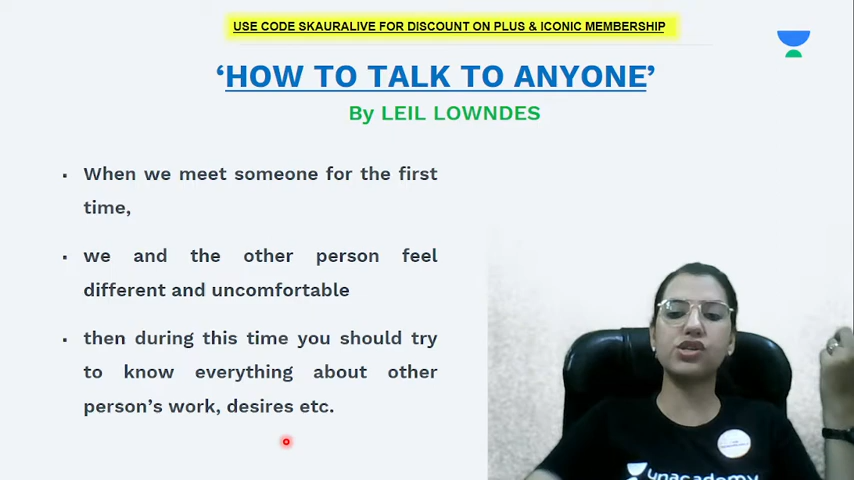 USE CODE SKAURALIVE FOR DISCOUNT ON PLUS & ICONIC MEMBERSHIP
‘HOW TO TALK TO ANYONE’
By LEIL LOWNDES
▪ When we meet someone for the first
time,
▪ we and the other person feel
different and uncomfortable
▪ then during this time you should try
to know everything about other
person’s work, desires etc.
unacademy